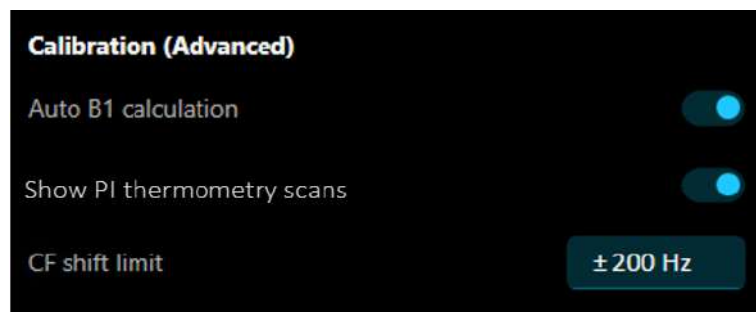 Calibration (Advanced)
Auto B1 calculation
Show PI thermometry scans
CF shift limit ± 200 Hz